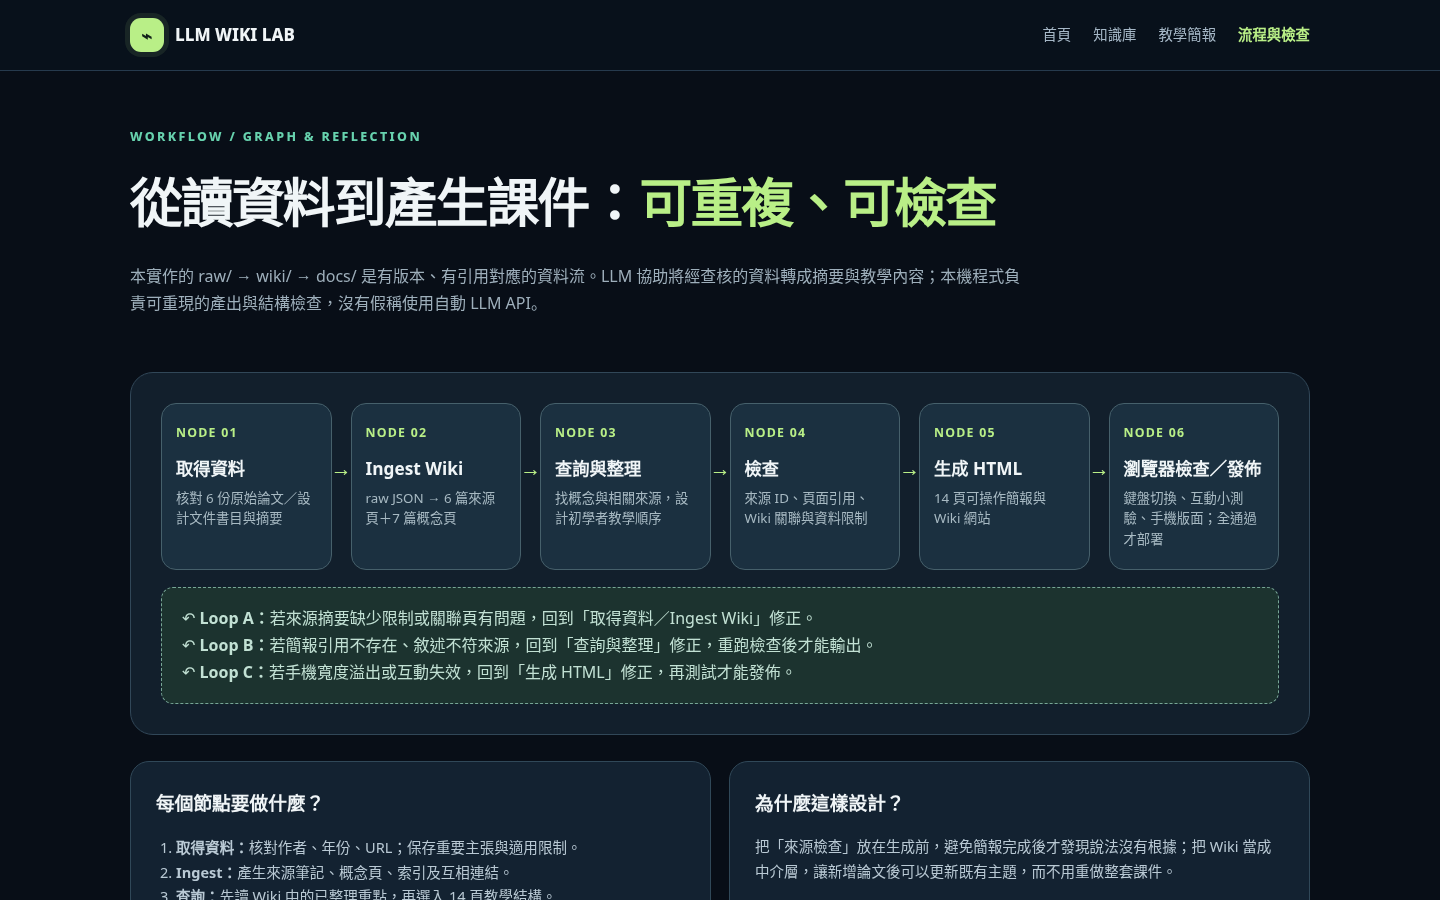 LLM WIKI LAB
首頁
知識庫
教學簡報
流程與檢查
WORKFLOW / GRAPH & REFLECTION
從讀資料到產生課件：可重複、可檢查
本實作的 raw/ → wiki/ → docs/ 是有版本、有引用對應的資料流。LLM 協助將經查核的資料轉成摘要與教學內容；本機程式負
責可重現的產出與結構檢查，沒有假稱使用自動 LLM API。
NODE 01
取得資料
核對 6 份原始論文／設
計文件書目與摘要
→
NODE 02
Ingest Wiki
raw JSON → 6 篇來源
頁＋7 篇概念頁
→
NODE 03
查詢與整理
找概念與相關來源，設
計初學者教學順序
→
NODE 04
檢查
來源 ID、頁面引用、
Wiki 關聯與資料限制
→
NODE 05
生成 HTML
14 頁可操作簡報與
Wiki 網站
→
NODE 06
瀏覽器檢查／發佈
鍵盤切換、互動小測
驗、手機版面；全通過
才部署
↶ Loop A：若來源摘要缺少限制或關聯頁有問題，回到「取得資料／Ingest Wiki」修正。
↶ Loop B：若簡報引用不存在、敘述不符來源，回到「查詢與整理」修正，重跑檢查後才能輸出。
↶ Loop C：若手機寬度溢出或互動失效，回到「生成 HTML」修正，再測試才能發佈。
每個節點要做什麼？
1. 取得資料：核對作者、年份、URL；保存重要主張與適用限制。
2. Ingest：產生來源筆記、概念頁、索引及互相連結。
3. 查詢：先讀 Wiki 中的已整理重點，再選入 14 頁教學結構。
為什麼這樣設計？
把「來源檢查」放在生成前，避免簡報完成後才發現說法沒有根據；把 Wiki 當成
中介層，讓新增論文後可以更新既有主題，而不用重做整套課件。